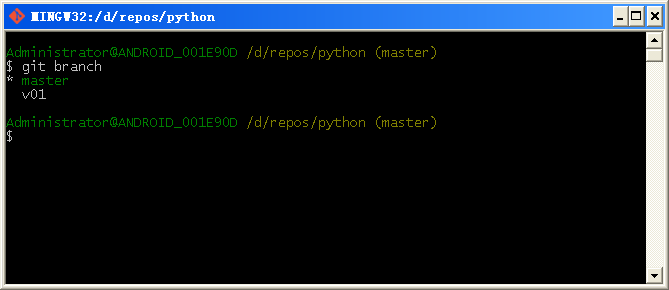 MINGW32:/d/repos/python
Administrator@ANDROID_001E90D /d/repos/python (master)
$ git branch
* master
  v01
Administrator@ANDROID_001E90D /d/repos/python (master)
$